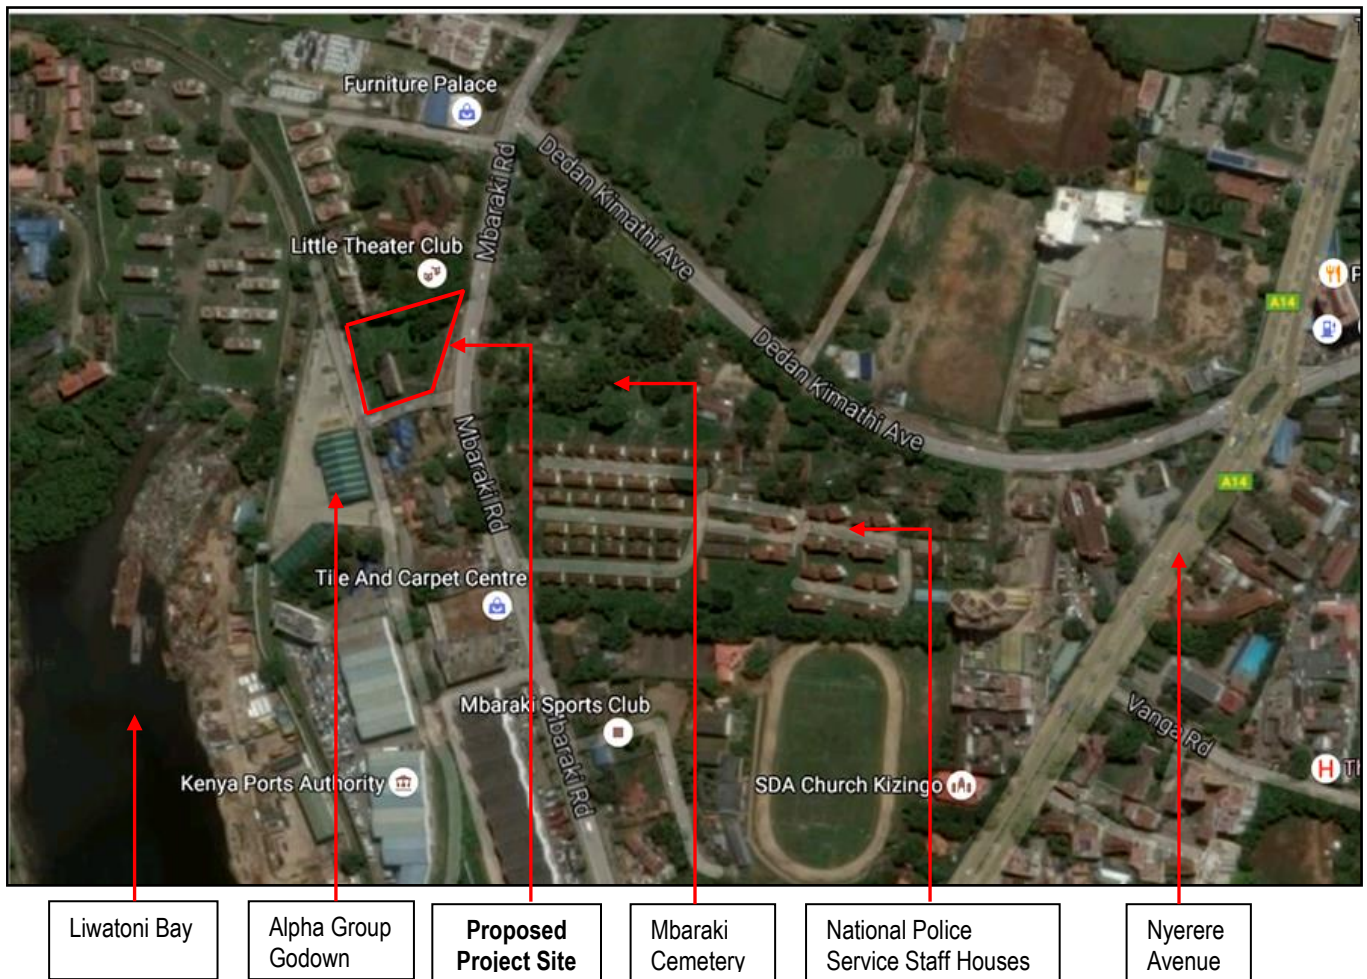 Furniture Palace
Mbaraki Rd
Dedan Kimathi Ave
Little Theater Club
A14
Dedan Kimathi Ave
Mbaraki Rd
A14
Tile And Carpet Centre
Mbaraki Sports Club
Mbaraki Rd
Vanga Rd
Kenya Ports Authority
SDA Church Kizingo
H
Liwatoni Bay
Alpha Group
Godown
Proposed
Project Site
Mbaraki
Cemetery
National Police
Service Staff Houses
Nyerere
Avenue